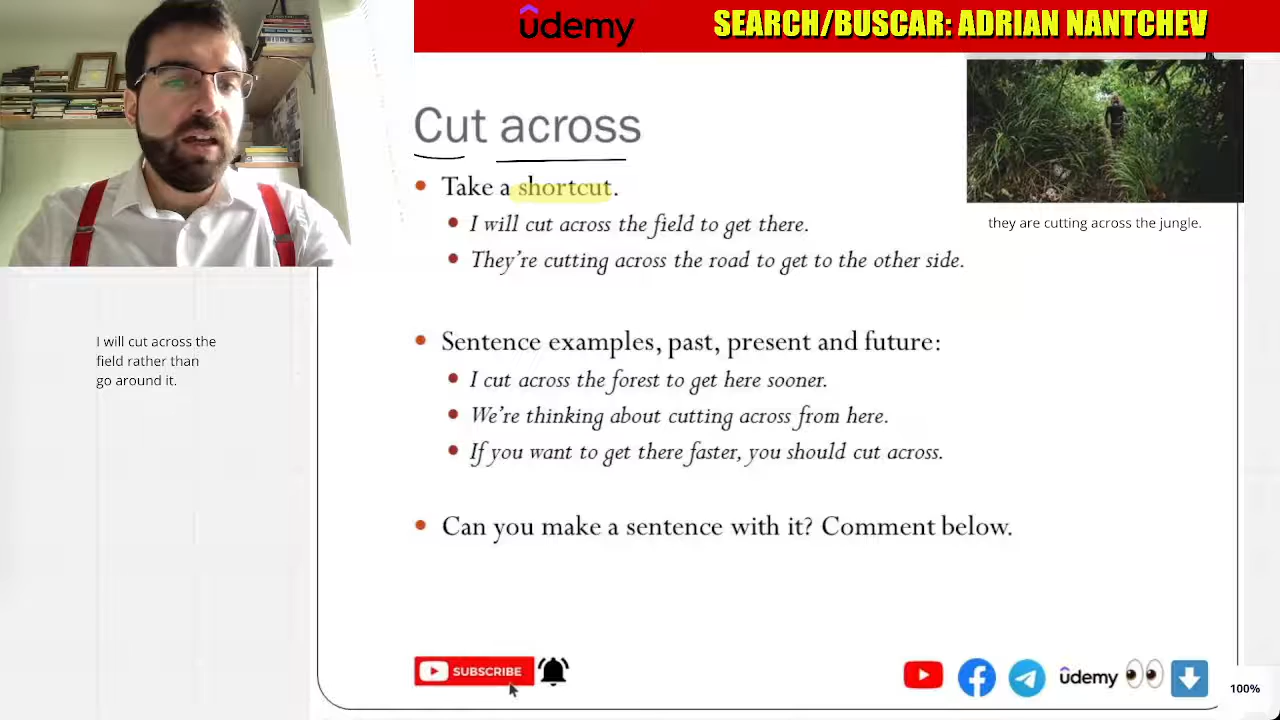 ûdemy
SEARCH/BUSCAR: ADRIAN NANTCHEV
Cut across
Take a shortcut.
I will cut across the field to get there.
They're cutting across the road to get to the other side.
they are cutting across the jungle.
I will cut across the
field rather than
go around it.
Sentence examples, past, present and future:
I cut across the forest to get here sooner.
We're thinking about cutting across from here.
If you want to get there faster, you should cut across.
Can you make a sentence with it? Comment below.
SUBSCRIBE
ûdemy
100%